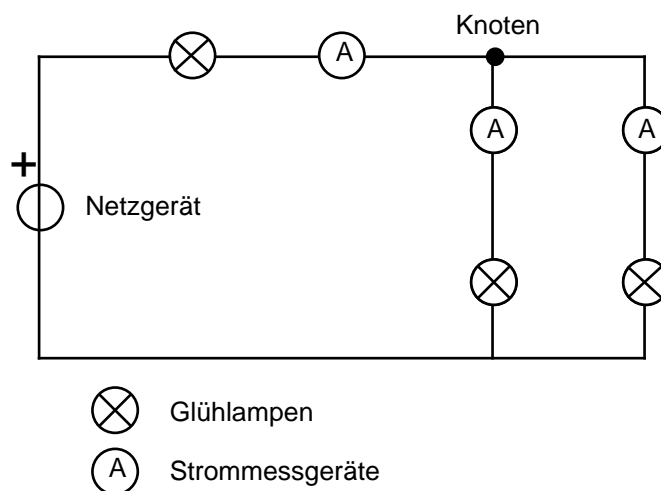 Knoten
A
A
A
+
Netzgerät
Glühlampen
A
Strommessgeräte